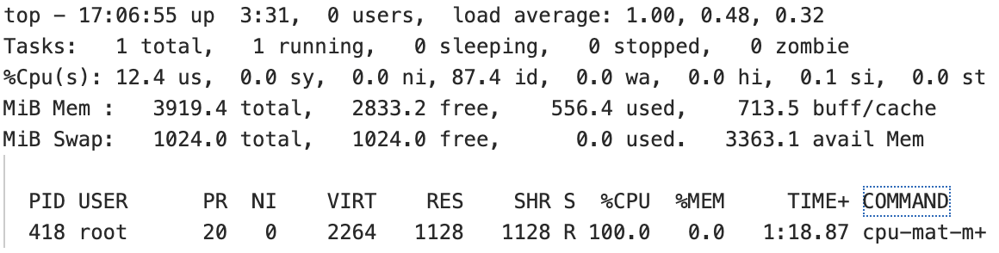 top - 17:06:55 up  3:31,  0 users,  load average: 1.00, 0.48, 0.32
Tasks:   1 total,   1 running,   0 sleeping,   0 stopped,   0 zombie
%Cpu(s): 12.4 us,  0.0 sy,  0.0 ni, 87.4 id,  0.0 wa,  0.0 hi,  0.1 si,  0.0 st
MiB Mem :   3919.4 total,   2833.2 free,    556.4 used,    713.5 buff/cache
MiB Swap:   1024.0 total,   1024.0 free,      0.0 used.   3363.1 avail Mem
PID USER      PR  NI    VIRT    RES    SHR S  %CPU  %MEM     TIME+ COMMAND
418 root      20   0    2264   1128   1128 R 100.0   0.0   1:18.87 cpu-mat-m+